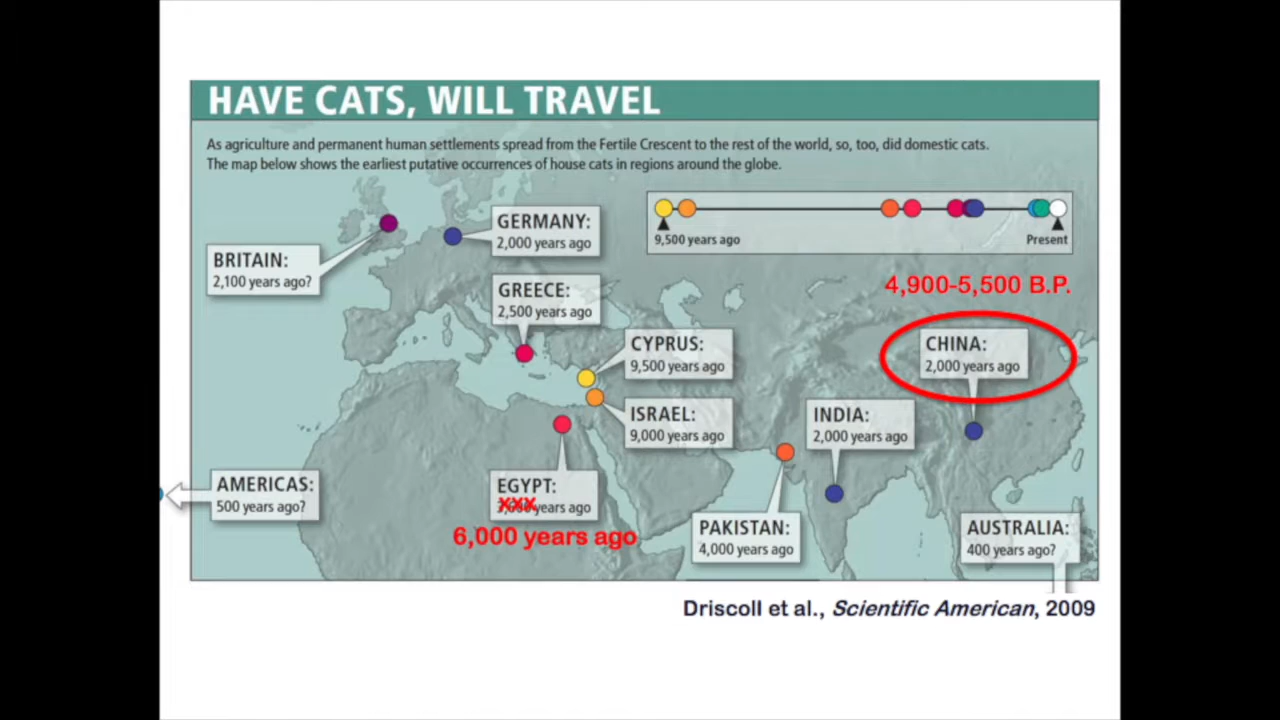 HAVE CATS, WILL TRAVEL
As agriculture and permanent human settlements spread from the Fertile Crescent to the rest of the world, so, too, did domestic cats.
The map below shows the earliest putative occurrences of house cats in regions around the globe.
9,500 years ago
Present
GERMANY:
2,000 years ago
BRITAIN:
2,100 years ago?
GREECE:
2,500 years ago
4,900-5,500 B.P.
CYPRUS:
9,500 years ago
CHINA:
2,000 years ago
ISRAEL:
9,000 years ago
INDIA:
2,000 years ago
AMERICAS:
500 years ago?
EGYPT:
xxx years ago
6,000 years ago
PAKISTAN:
4,000 years ago
AUSTRALIA:
400 years ago?
Driscoll et al., Scientific American, 2009